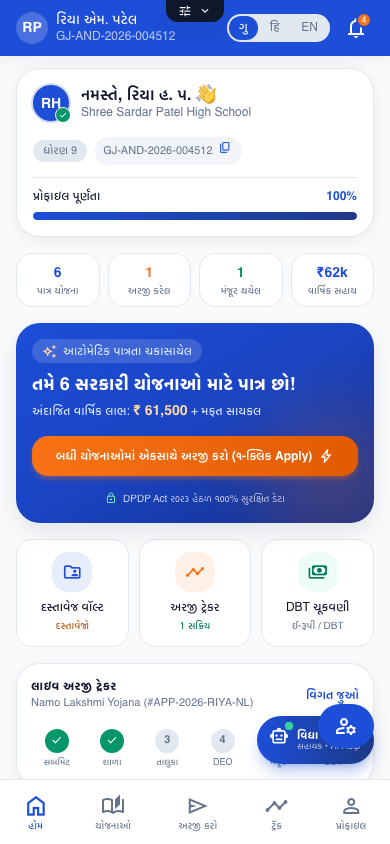 RP
રિયા એમ. પટેલ
GJ-AND-2026-004512
ગુ
હિ
EN
4
RH
નમસ્તે, રિયા હ. પ. 👋
Shree Sardar Patel High School
ધોરણ 9
GJ-AND-2026-004512
પ્રોફાઇલ પૂર્ણતા
100%
6
1
1
₹62k
પાત્ર યોજના
અરજી કરેલ
મંજૂર થયેલ
વાર્ષિક સહાય
આટોમેટિક પાત્રતા ચકાસાયેલ
તમે 6 સરકારી યોજનાઓ માટે પાત્ર છો!
અંદાજિત વાર્ષિક લાભ: ₹ 61,500 + મફત સાયકલ
બધી યોજનાઓમાં એકસાથે અરજી કરો (૧-ક્લિક Apply)
DPDP Act ૨૦૨૩ હેઠળ ૧૦૦% સુરક્ષિત ડેટા
દસ્તાવેજ વૉલ્ટ
અરજી ટ્રેકર
DBT ચૂકવણી
દસ્તાવેજો
1 સક્રિય
ઈ-રૂપી / DBT
લાઇવ અરજી ટ્રેકર
Namo Lakshmi Yojana (#APP-2026-RIYA-NL)
વિગત જુઓ
3
4
સબમિટ
શાળા
તાલુકા
DEO
હોમ
યોજનાઓ
અરજી કરો
ટ્રૅક
પ્રોફાઇલ